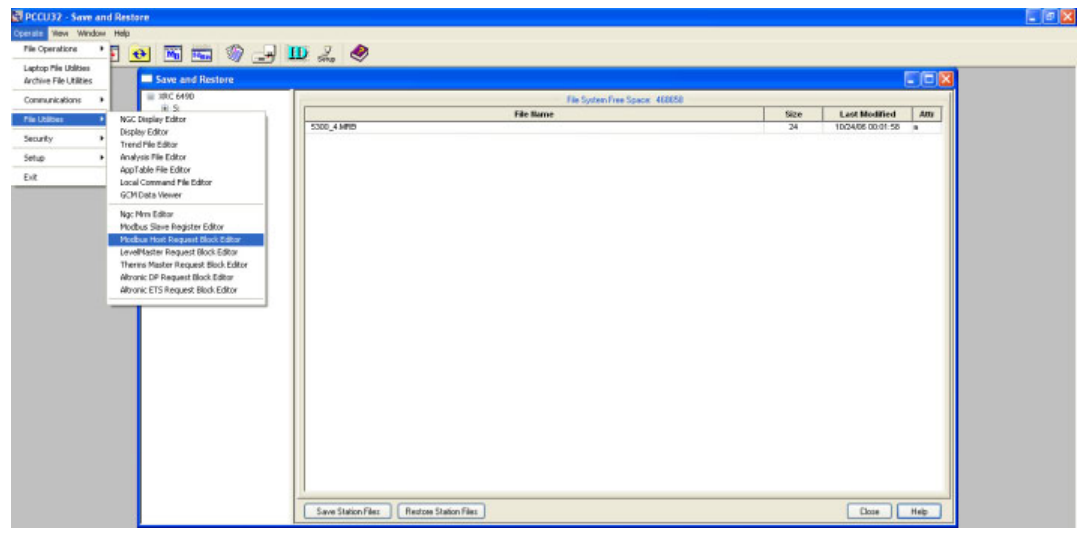 PCCU32 - Save and Restore
Operate View Window Help
File Operations
Laptop File Utilities
Archive File Utilities
Communications
File Utilities
Security
Setup
Exit
NGC Display Editor
Display Editor
Trend File Editor
Analysis File Editor
AppTable File Editor
Local Command File Editor
GCM Data Viewer
Ngc Mrm Editor
Modbus Slave Register Editor
Modbus Host Request Block Editor
LevelMaster Request Block Editor
Therms Master Request Block Editor
Altronic DP Request Block Editor
Altronic ETS Request Block Editor
ID
Setup
Save and Restore
XRC 6490
File System Free Space: 468658
File Name Size Last Modified Attr
5300_4.MRB 24 10/24/06 00:01:58 a
Save Station Files Restore Station Files Close Help